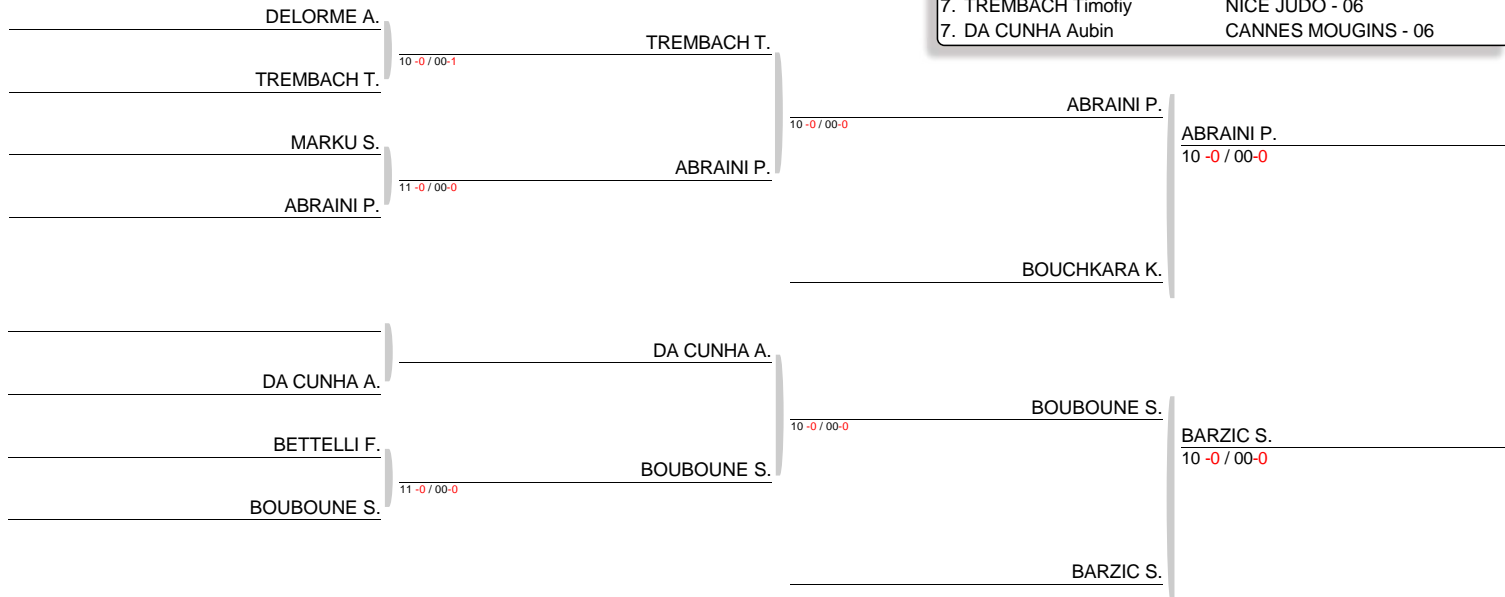 7. TREMBACH Timofiy NICE JUDO - 06
7. DA CUNHA Aubin CANNES MOUGINS - 06
DELORME A.
TREMBACH T.
MARKU S.
ABRAINI P.
DA CUNHA A.
BETTELLI F.
BOUBOUNE S.
TREMBACH T.
10 -0 / 00-1
ABRAINI P.
11 -0 / 00-0
DA CUNHA A.
BOUBOUNE S.
11 -0 / 00-0
ABRAINI P.
10 -0 / 00-0
BOUCHKARA K.
BOUBOUNE S.
10 -0 / 00-0
BARZIC S.
ABRAINI P.
10 -0 / 00-0
BARZIC S.
10 -0 / 00-0